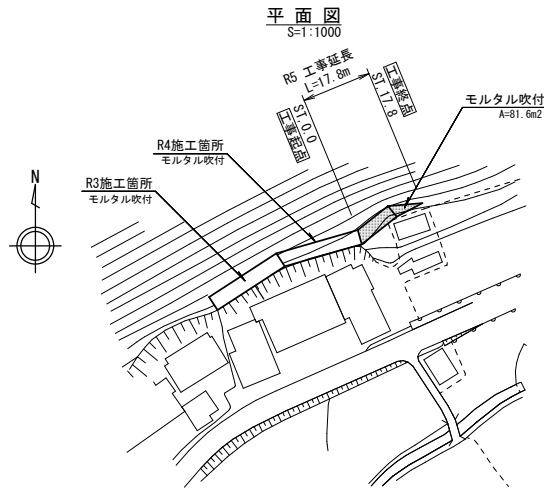 平面図
S=1:1000
R5 工事延長
L=17.8m
ST.0.0
工事起点
ST.17.8
工事終点
モルタル吹付
A=81.6m2
R4施工箇所
モルタル吹付
R3施工箇所
モルタル吹付
N